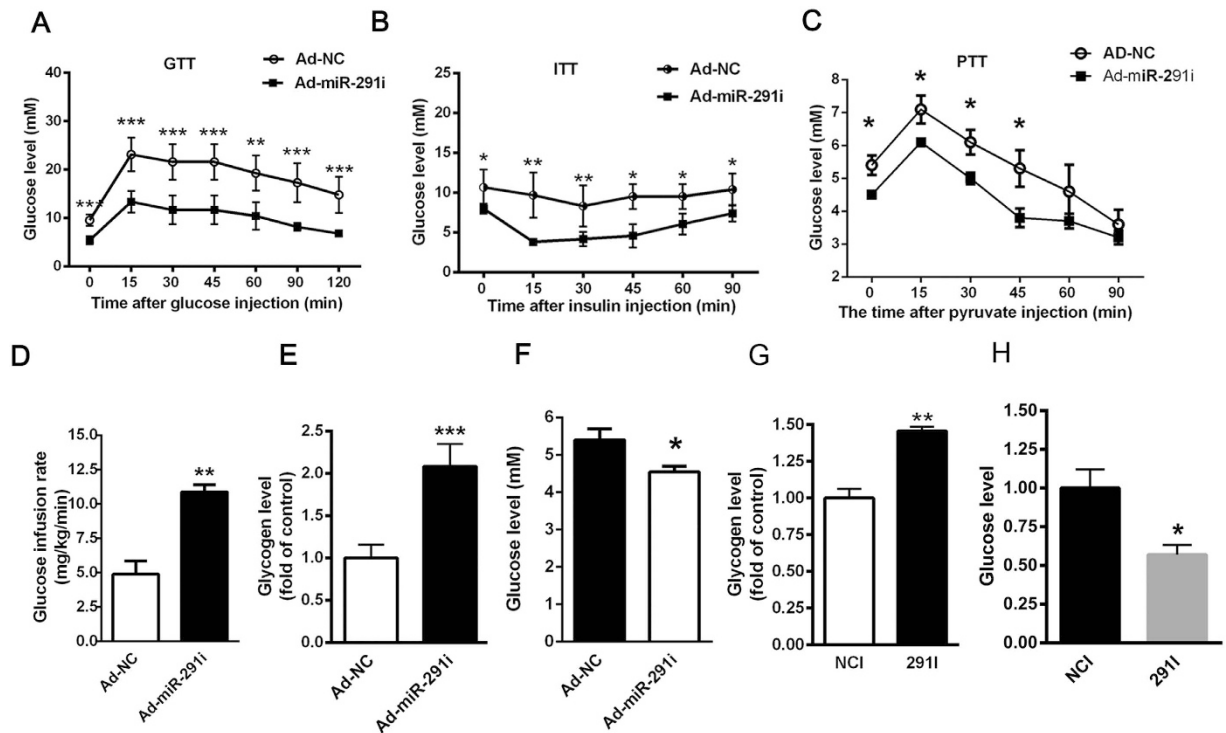 A
GTT
Ad-NC
Ad-miR-291i
Glucose level (mM)
40
30
20
10
0
***
***
***
***
**
***
***
0 15 30 45 60 90 120
Time after glucose injection (min)
B
ITT
Ad-NC
Ad-miR-291i
Glucose level (mM)
25
20
15
10
5
0
*
**
**
*
*
*
0 15 30 45 60 90
Time after insulin injection (min)
C
PTT
AD-NC
Ad-miR-291i
Glucose level (mM)
8
7
6
5
4
3
2
*
*
*
*
0 15 30 45 60 90
The time after pyruvate injection (min)
D
Glucose infusion rate
(mg/kg/min)
15.0
12.5
10.0
7.5
5.0
2.5
0.0
**
Ad-NC
Ad-miR-291i
E
Glycogen level
(fold of control)
2.5
2.0
1.5
1.0
0.5
0.0
***
Ad-NC
Ad-miR-291i
F
Glucose level (mM)
6
4
2
0
*
Ad-NC
Ad-miR-291i
G
Glycogen level
(fold of control)
1.50
1.25
1.00
0.75
0.50
0.25
0.00
**
NCI 291I
H
Glucose level
1.50
1.25
1.00
0.75
0.50
0.25
0.00
*
NCI
291I